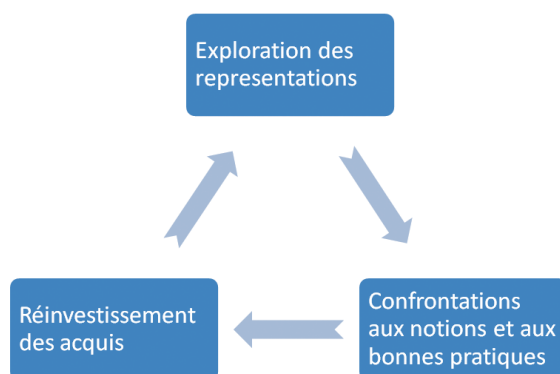 Exploration des
representations
Réinvestissement
des acquis
Confrontations
aux notions et aux
bonnes pratiques